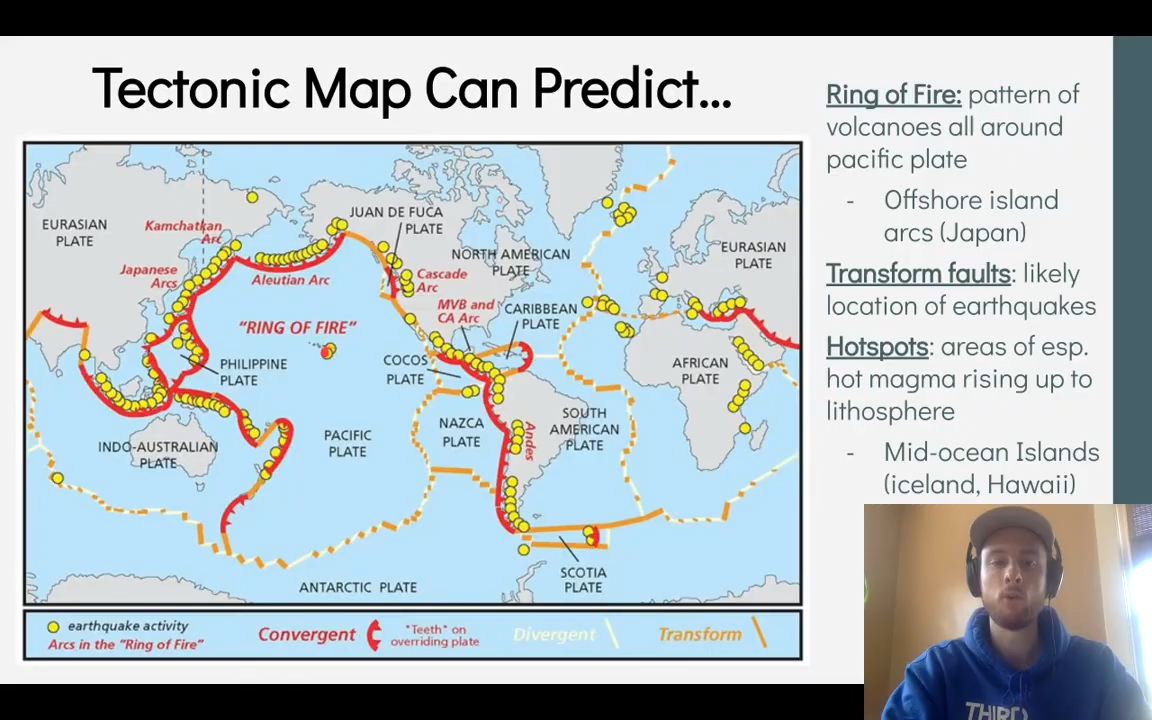 Tectonic Map Can Predict...
Ring of Fire: pattern of
volcanoes all around
pacific plate
- Offshore island
arcs (Japan)
Transform faults: likely
location of earthquakes
Hotspots: areas of esp.
hot magma rising up to
lithosphere
- Mid-ocean Islands
(iceland, Hawaii)
EURASIAN
PLATE
Kamchatkan
Arc
Japanese
Arcs
Aleutian Arc
JUAN DE FUCA
PLATE
NORTH AMERICAN
PLATE
Cascade
Arc
MVB and
CA Arc
CARIBBEAN
PLATE
EURASIAN
PLATE
"RING OF FIRE"
PHILIPPINE
PLATE
COCOS
PLATE
AFRICAN
PLATE
INDO-AUSTRALIAN
PLATE
PACIFIC
PLATE
NAZCA
PLATE
Andes
SOUTH
AMERICAN
PLATE
ANTARCTIC PLATE
SCOTIA
PLATE
earthquake activity
Arcs in the "Ring of Fire"
Convergent
"Teeth" on
overriding plate
Divergent
Transform
THIRD